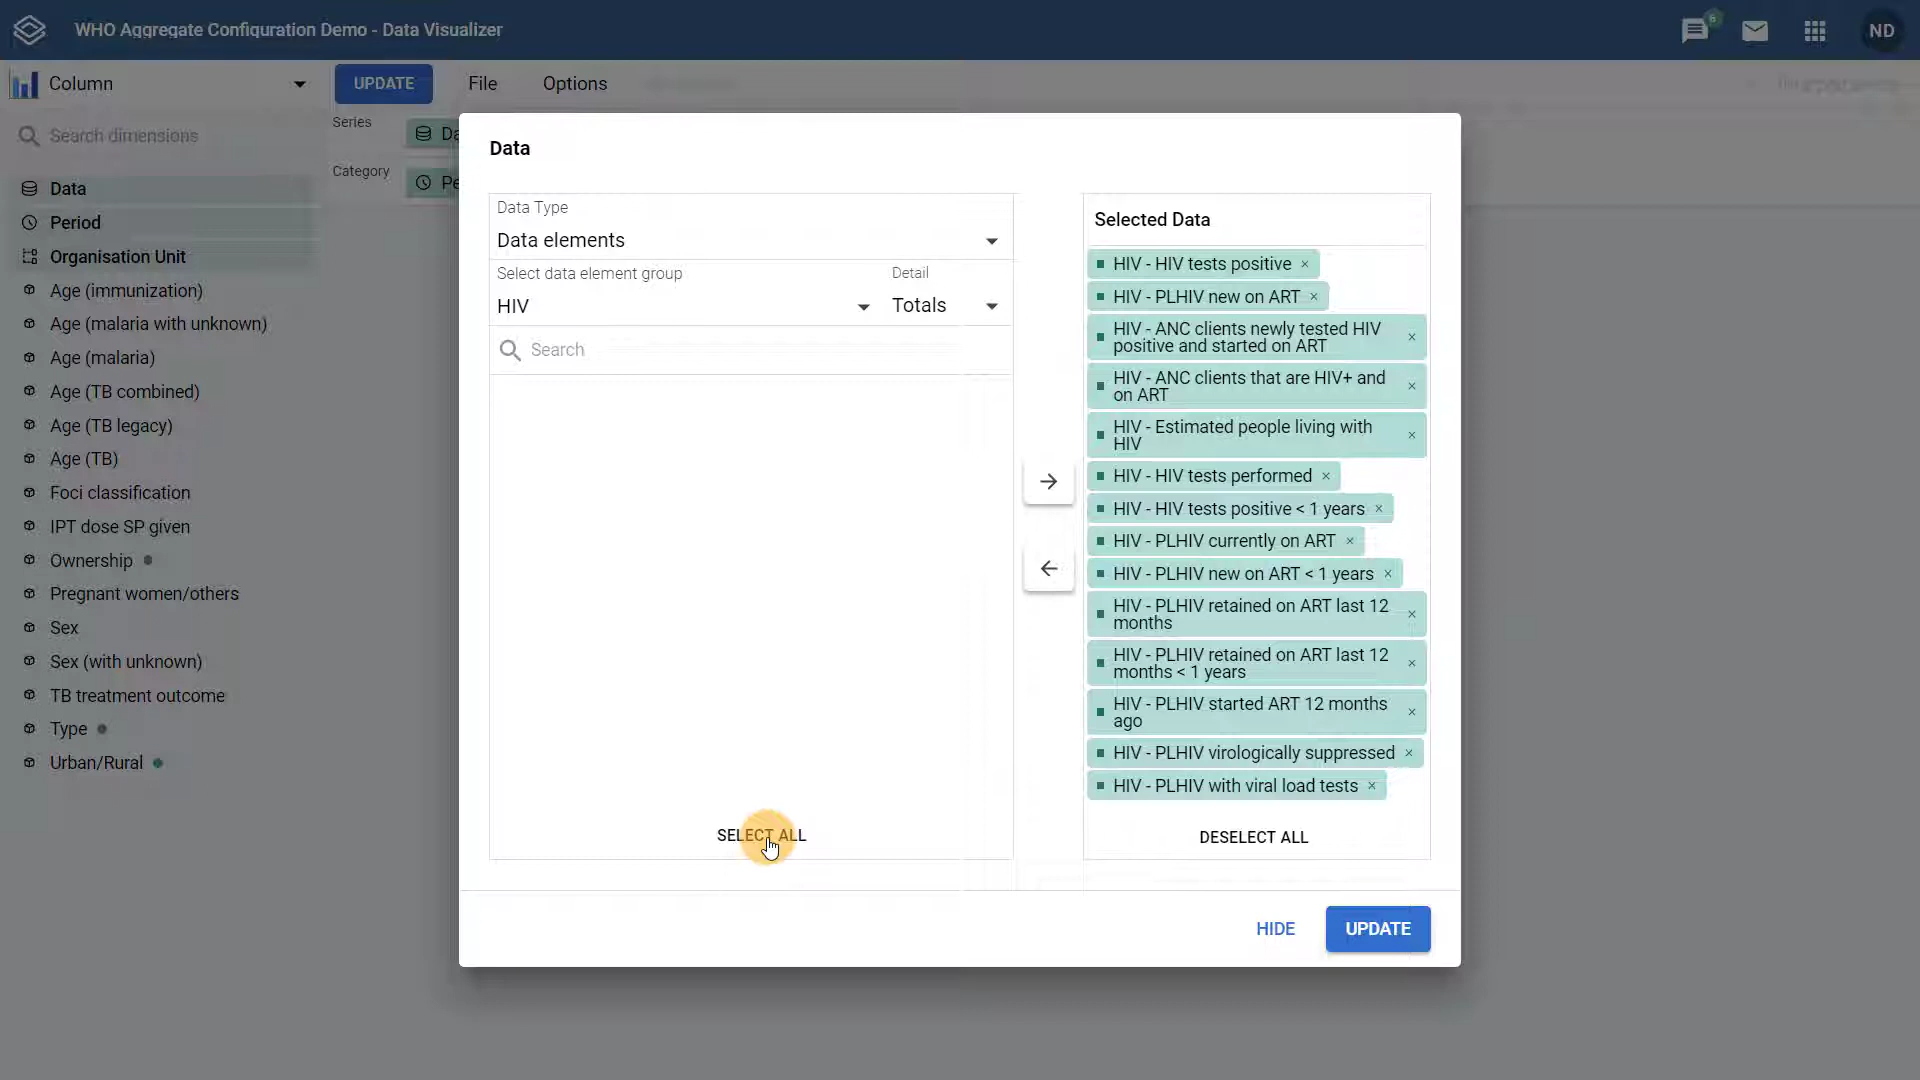 WHO Aggregate Configuration Demo - Data Visualizer
6
ND
Column
UPDATE
File
Options
Search dimensions
Series
Da
Category
Pe
Data
Period
Organisation Unit
Age (immunization)
Age (malaria with unknown)
Age (malaria)
Age (TB combined)
Age (TB legacy)
Age (TB)
Foci classification
IPT dose SP given
Ownership
Pregnant women/others
Sex
Sex (with unknown)
TB treatment outcome
Type
Urban/Rural
Data
Data Type
Data elements
Select data element group
Detail
HIV
Totals
Search
SELECT ALL
Selected Data
HIV - HIV tests positive
HIV - PLHIV new on ART
HIV - ANC clients newly tested HIV
positive and started on ART
HIV - ANC clients that are HIV+ and
on ART
HIV - Estimated people living with
HIV
HIV - HIV tests performed
HIV - HIV tests positive < 1 years
HIV - PLHIV currently on ART
HIV - PLHIV new on ART < 1 years
HIV - PLHIV retained on ART last 12
months
HIV - PLHIV retained on ART last 12
months < 1 years
HIV - PLHIV started ART 12 months
ago
HIV - PLHIV virologically suppressed
HIV - PLHIV with viral load tests
DESELECT ALL
HIDE
UPDATE